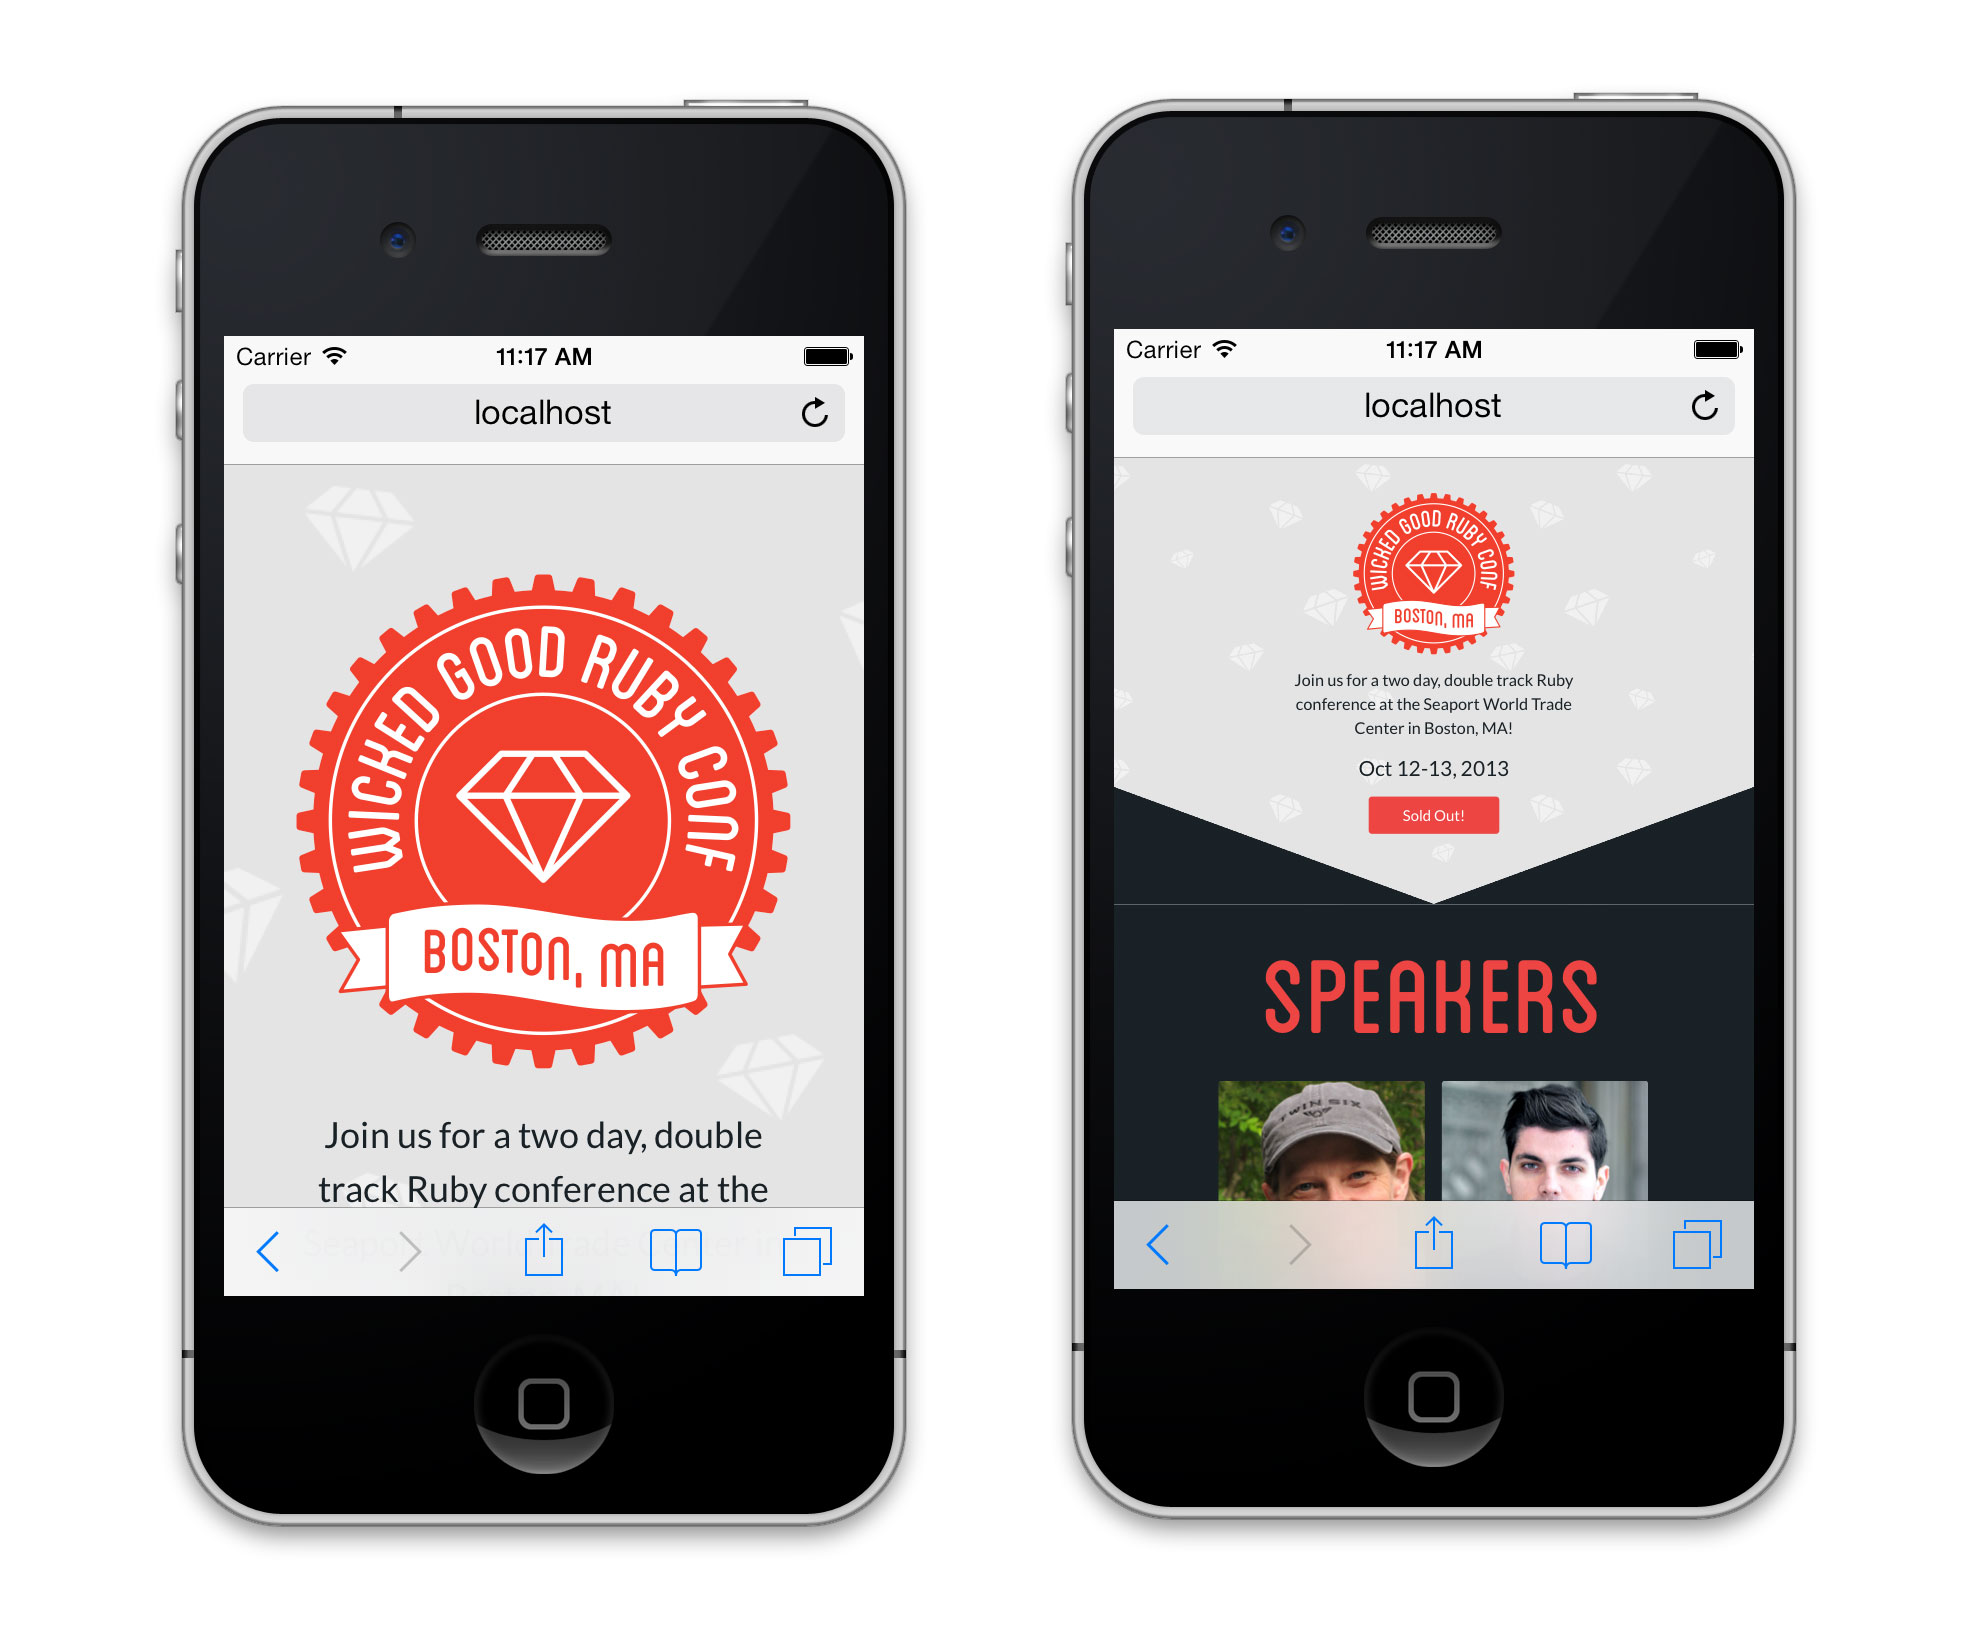 Carrier 11:17 AM
localhost
WICKED GOOD RUBY CONF
BOSTON, MA
Join us for a two day, double
track Ruby conference at the
Seaport World Trade Center in
Carrier 11:17 AM
localhost
WICKED GOOD RUBY CONF
BOSTON, MA
Join us for a two day, double track Ruby
conference at the Seaport World Trade
Center in Boston, MA!
Oct 12-13, 2013
Sold Out!
SPEAKERS
TWIN SIX